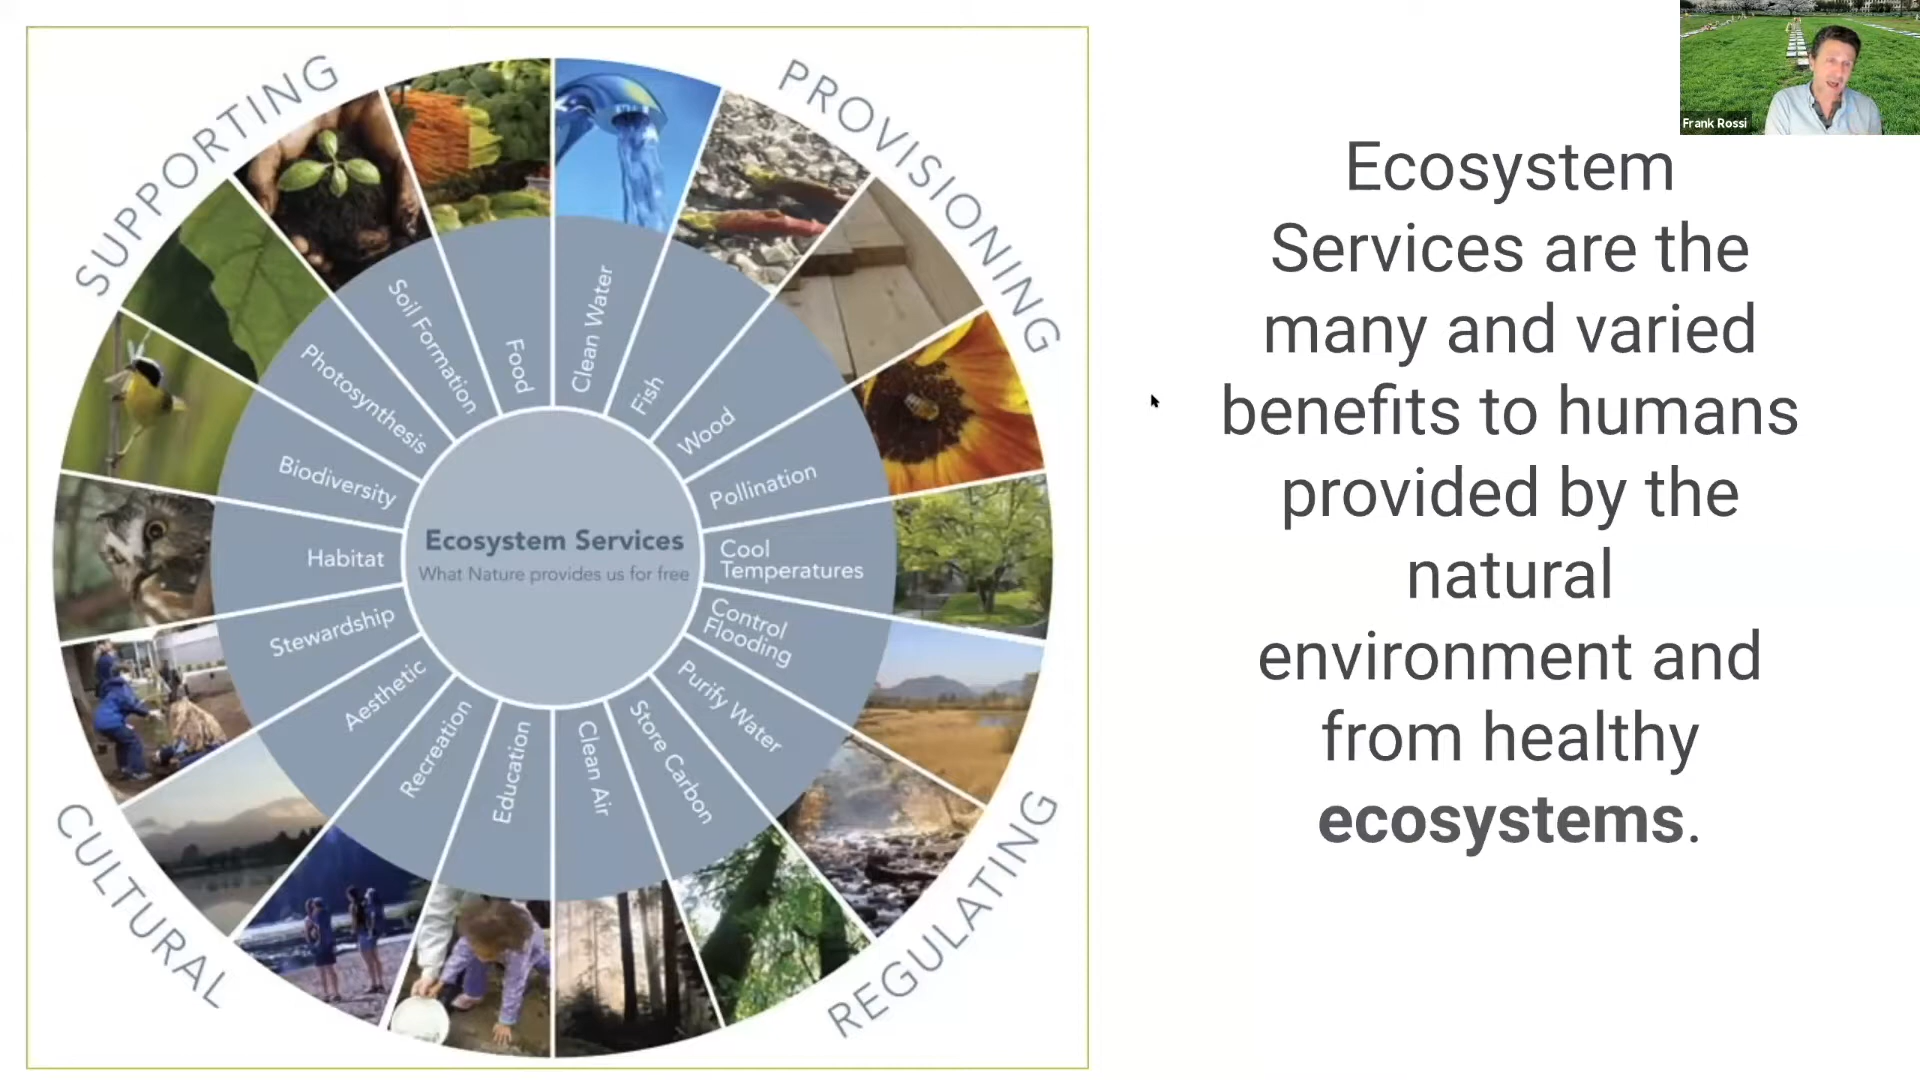 SUPPORTING
PROVISIONING
CULTURAL
REGULATING
Food
Clean Water
Fish
Wood
Pollination
Cool
Temperatures
Control
Flooding
Purify Water
Store Carbon
Clean Air
Education
Recreation
Aesthetic
Stewardship
Habitat
Biodiversity
Photosynthesis
Soil Formation
Ecosystem Services
What Nature provides us for free
Frank Rossi
Ecosystem
Services are the
many and varied
benefits to humans
provided by the
natural
environment and
from healthy
ecosystems.